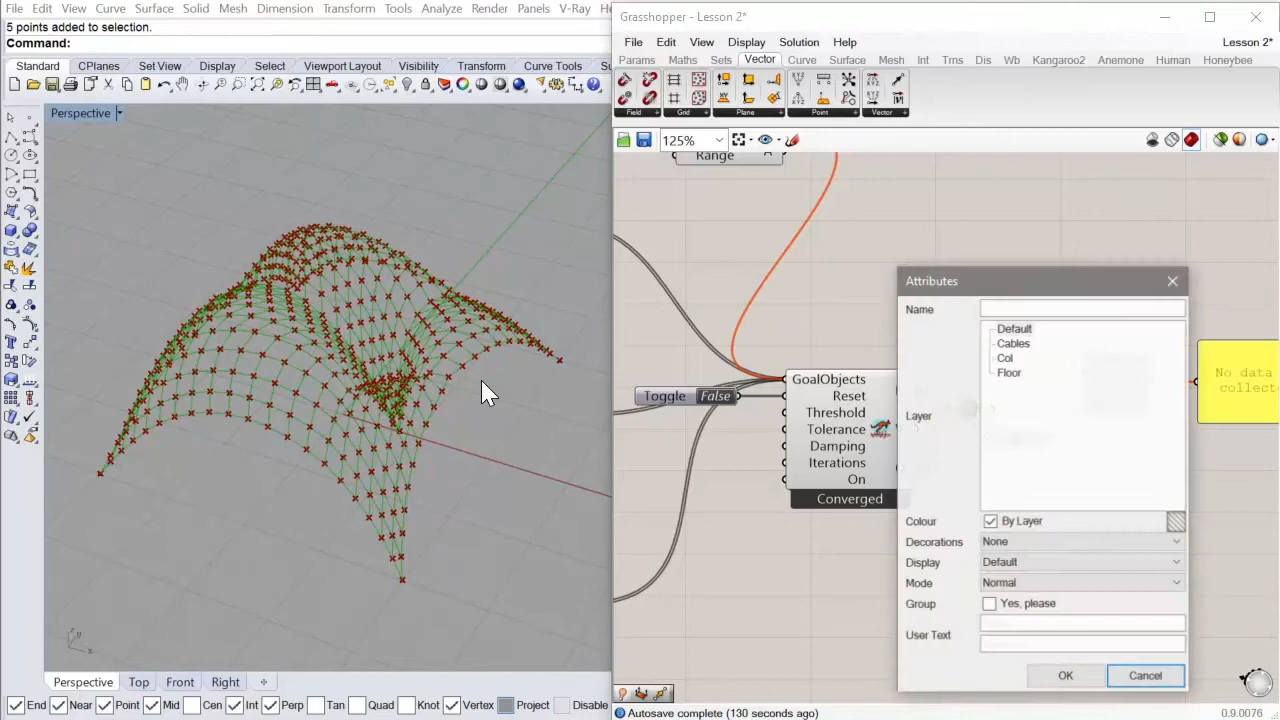 File Edit View Curve Surface Solid Mesh Dimension Transform Tools Analyze Render Panels V-Ray
5 points added to selection.
Command:
Standard CPlanes Set View Display Select Viewport Layout Visibility Transform Curve Tools
Perspective
z
y
x
Perspective Top Front Right
End Near Point Mid Cen Int Perp Tan Quad Knot Vertex Project Disable
Grasshopper - Lesson 2*
File Edit View Display Solution Help Lesson 2*
Params Maths Sets Vector Curve Surface Mesh Int Trns Dis Wb Kangaroo2 Anemone Human Honeybee
Field Grid Plane Point Vector
125%
Range
Toggle False
GoalObjects
Reset
Threshold
Tolerance
Damping
Iterations
On
Converged
Attributes
Name
Default
Cables
Col
Floor
Layer
Colour By Layer
Decorations None
Display Default
Mode Normal
Group Yes, please
User Text
OK Cancel
No data
Autosave complete (130 seconds ago) 0.9.0076